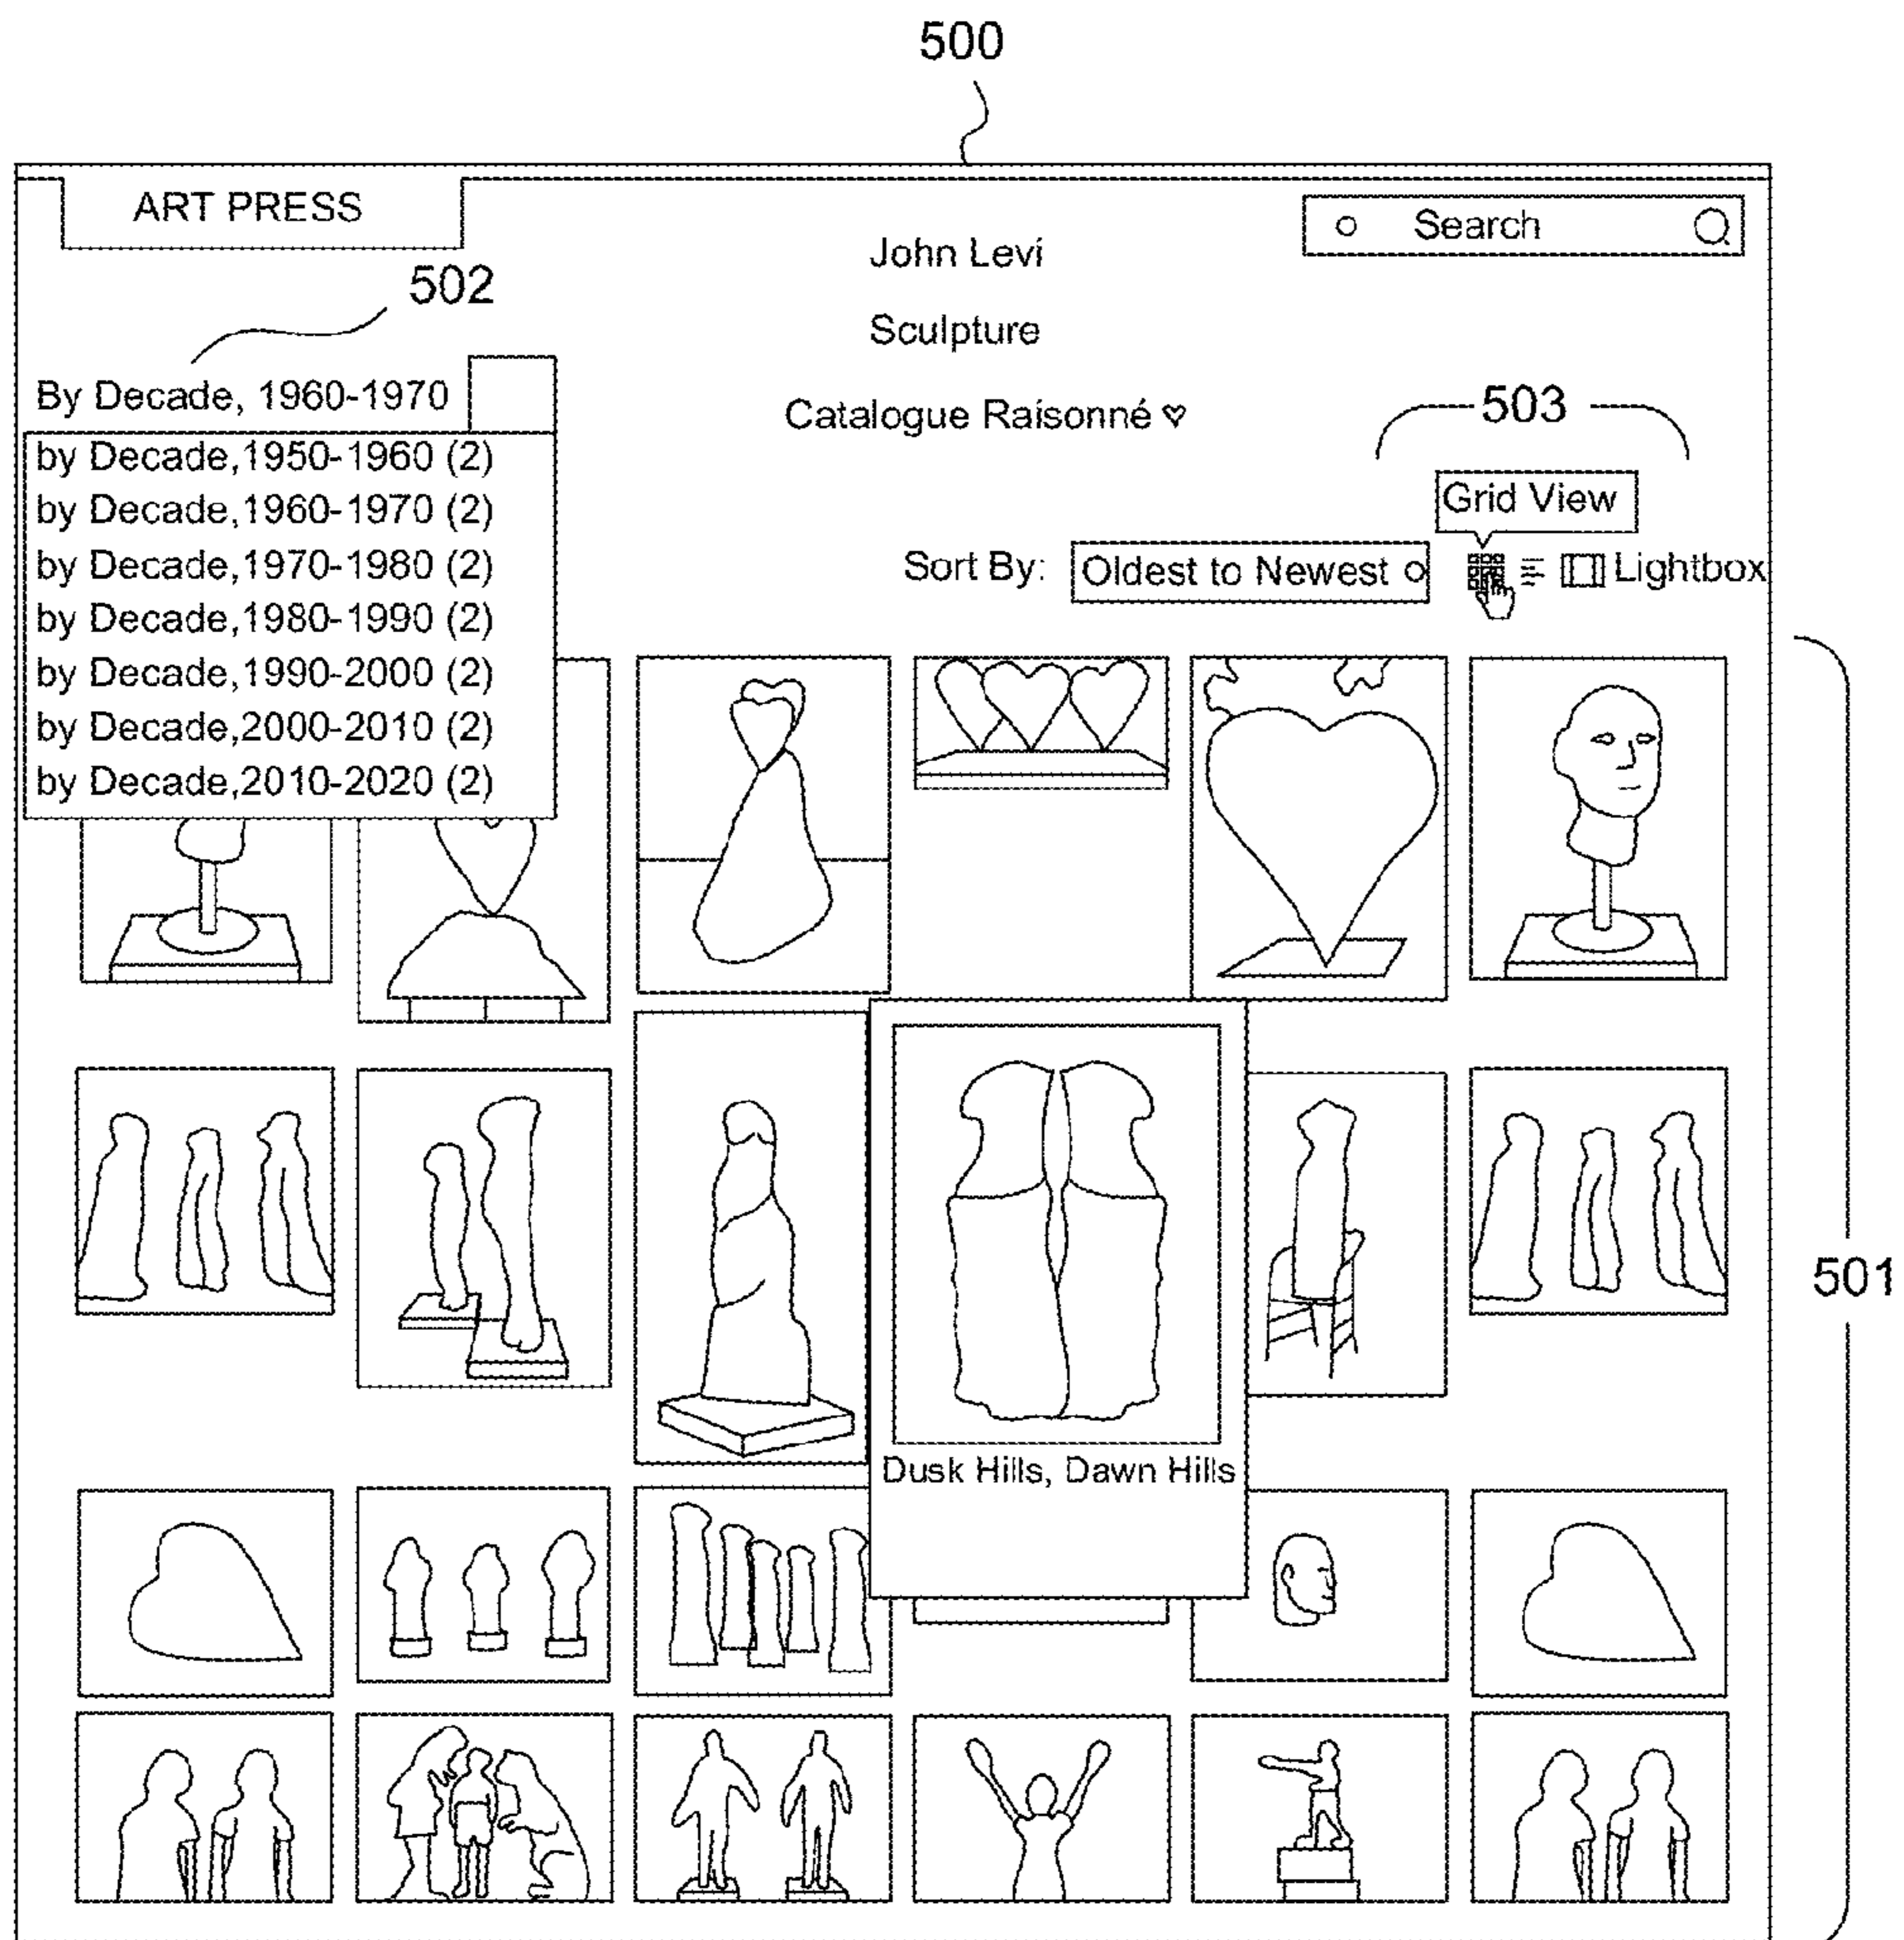 500
ART PRESS
Search
John Levi
502
Sculpture
By Decade, 1960-1970
Catalogue Raisonné
503
by Decade,1950-1960 (2)
by Decade,1960-1970 (2)
by Decade,1970-1980 (2)
by Decade,1980-1990 (2)
by Decade,1990-2000 (2)
by Decade,2000-2010 (2)
by Decade,2010-2020 (2)
Grid View
Sort By: Oldest to Newest Lightbox
501
Dusk Hills, Dawn Hills